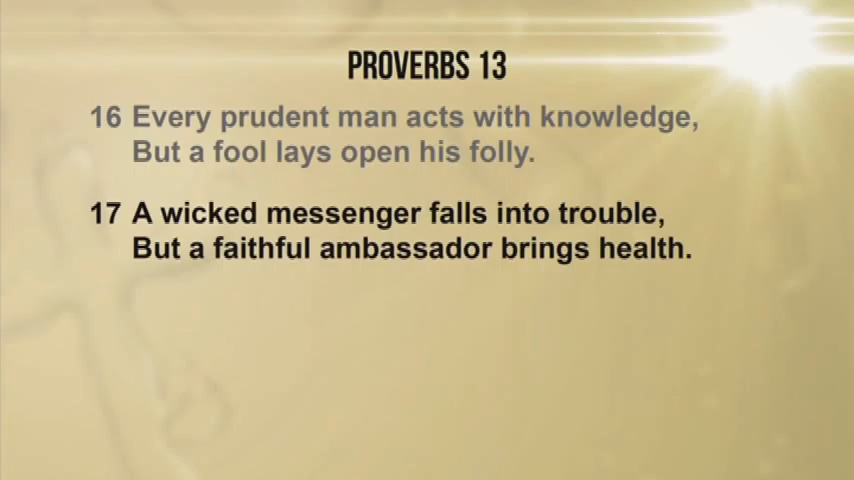 PROVERBS 13
16 Every prudent man acts with knowledge,
But a fool lays open his folly.
17 A wicked messenger falls into trouble,
But a faithful ambassador brings health.